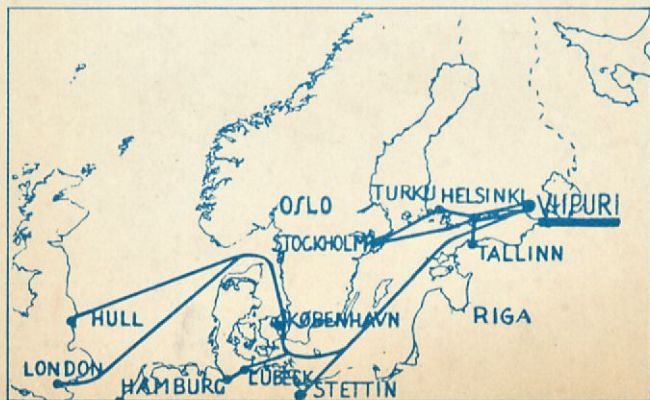 TURKU HELSINKI VIIPURI
OSLO
STOCKHOLM
TALLINN
HULL
KØBENHAVN
RIGA
LONDON
HAMBURG
LÜBECK
STETTIN